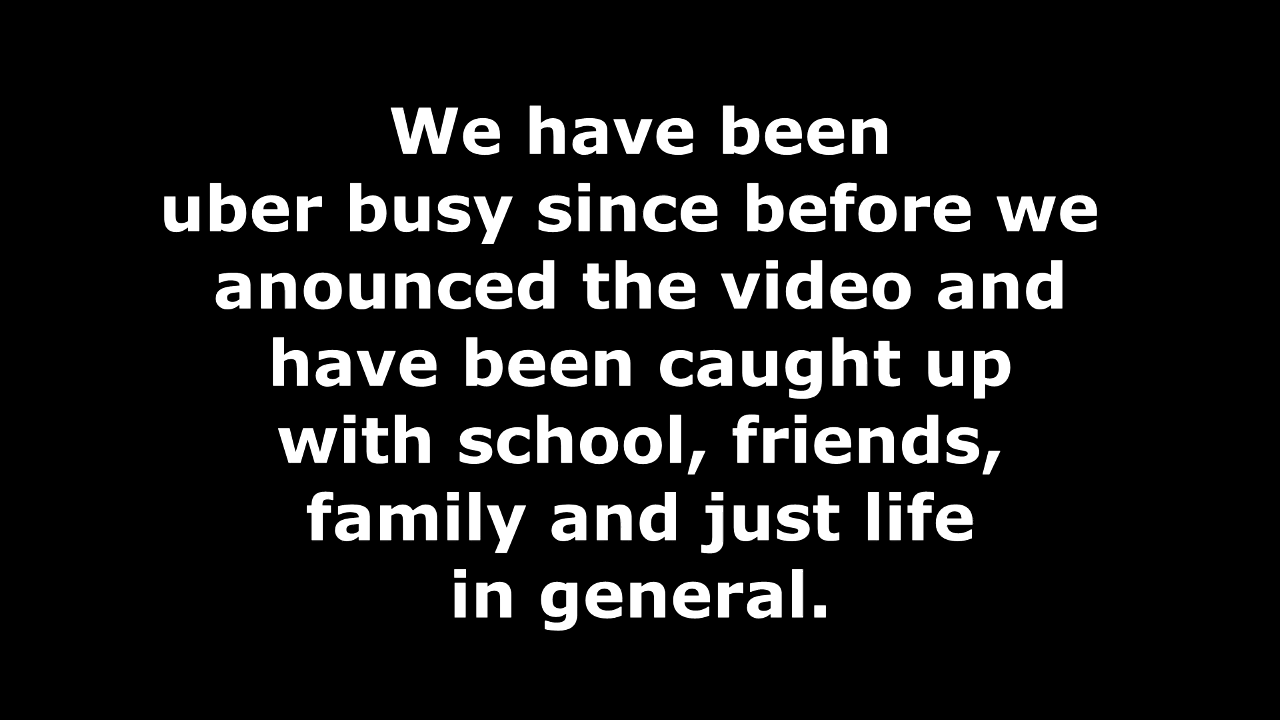 We have been
uber busy since before we
anounced the video and
have been caught up
with school, friends,
family and just life
in general.